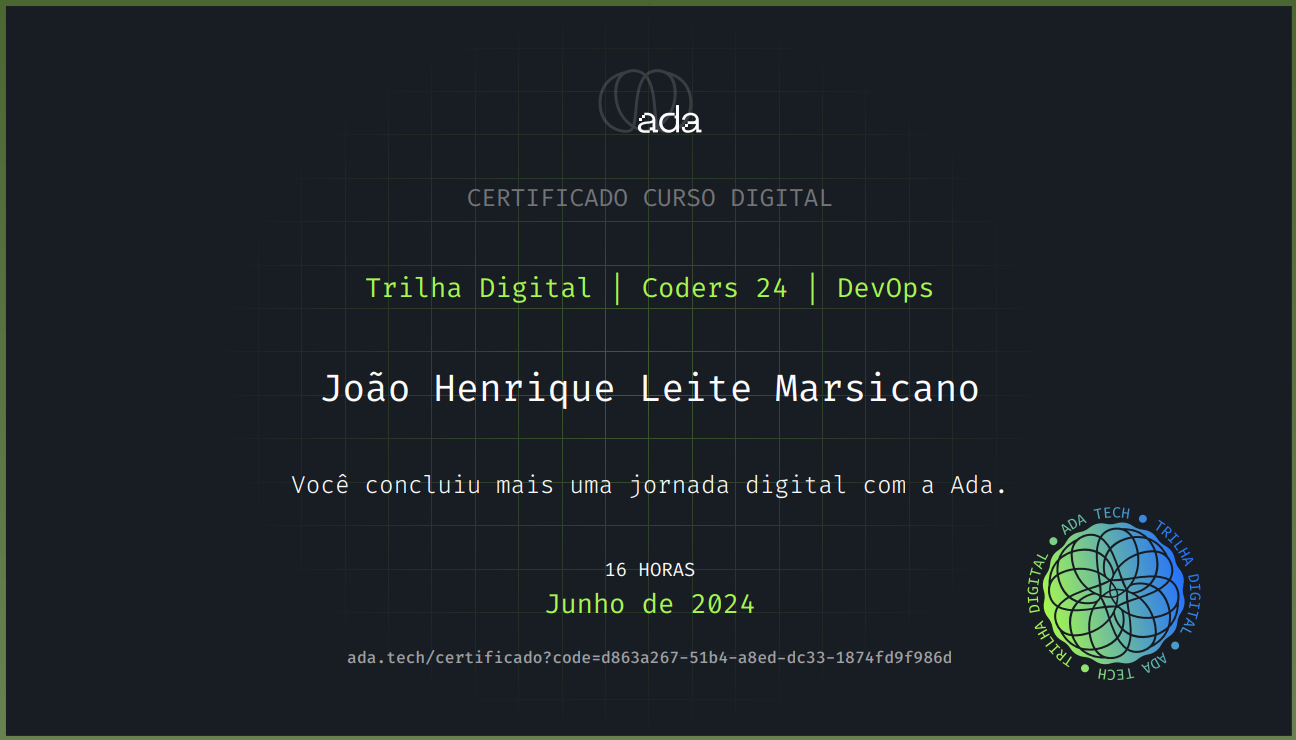 ada
CERTIFICADO CURSO DIGITAL
Trilha Digital | Coders 24 | DevOps
João Henrique Leite Marsicano
Você concluiu mais uma jornada digital com a Ada.
16 HORAS
Junho de 2024
ada.tech/certificado?code=d863a267-51b4-a8ed-dc33-1874fd9f986d
ADA TECH • TRILHA DIGITAL • ADA TECH • TRILHA DIGITAL •